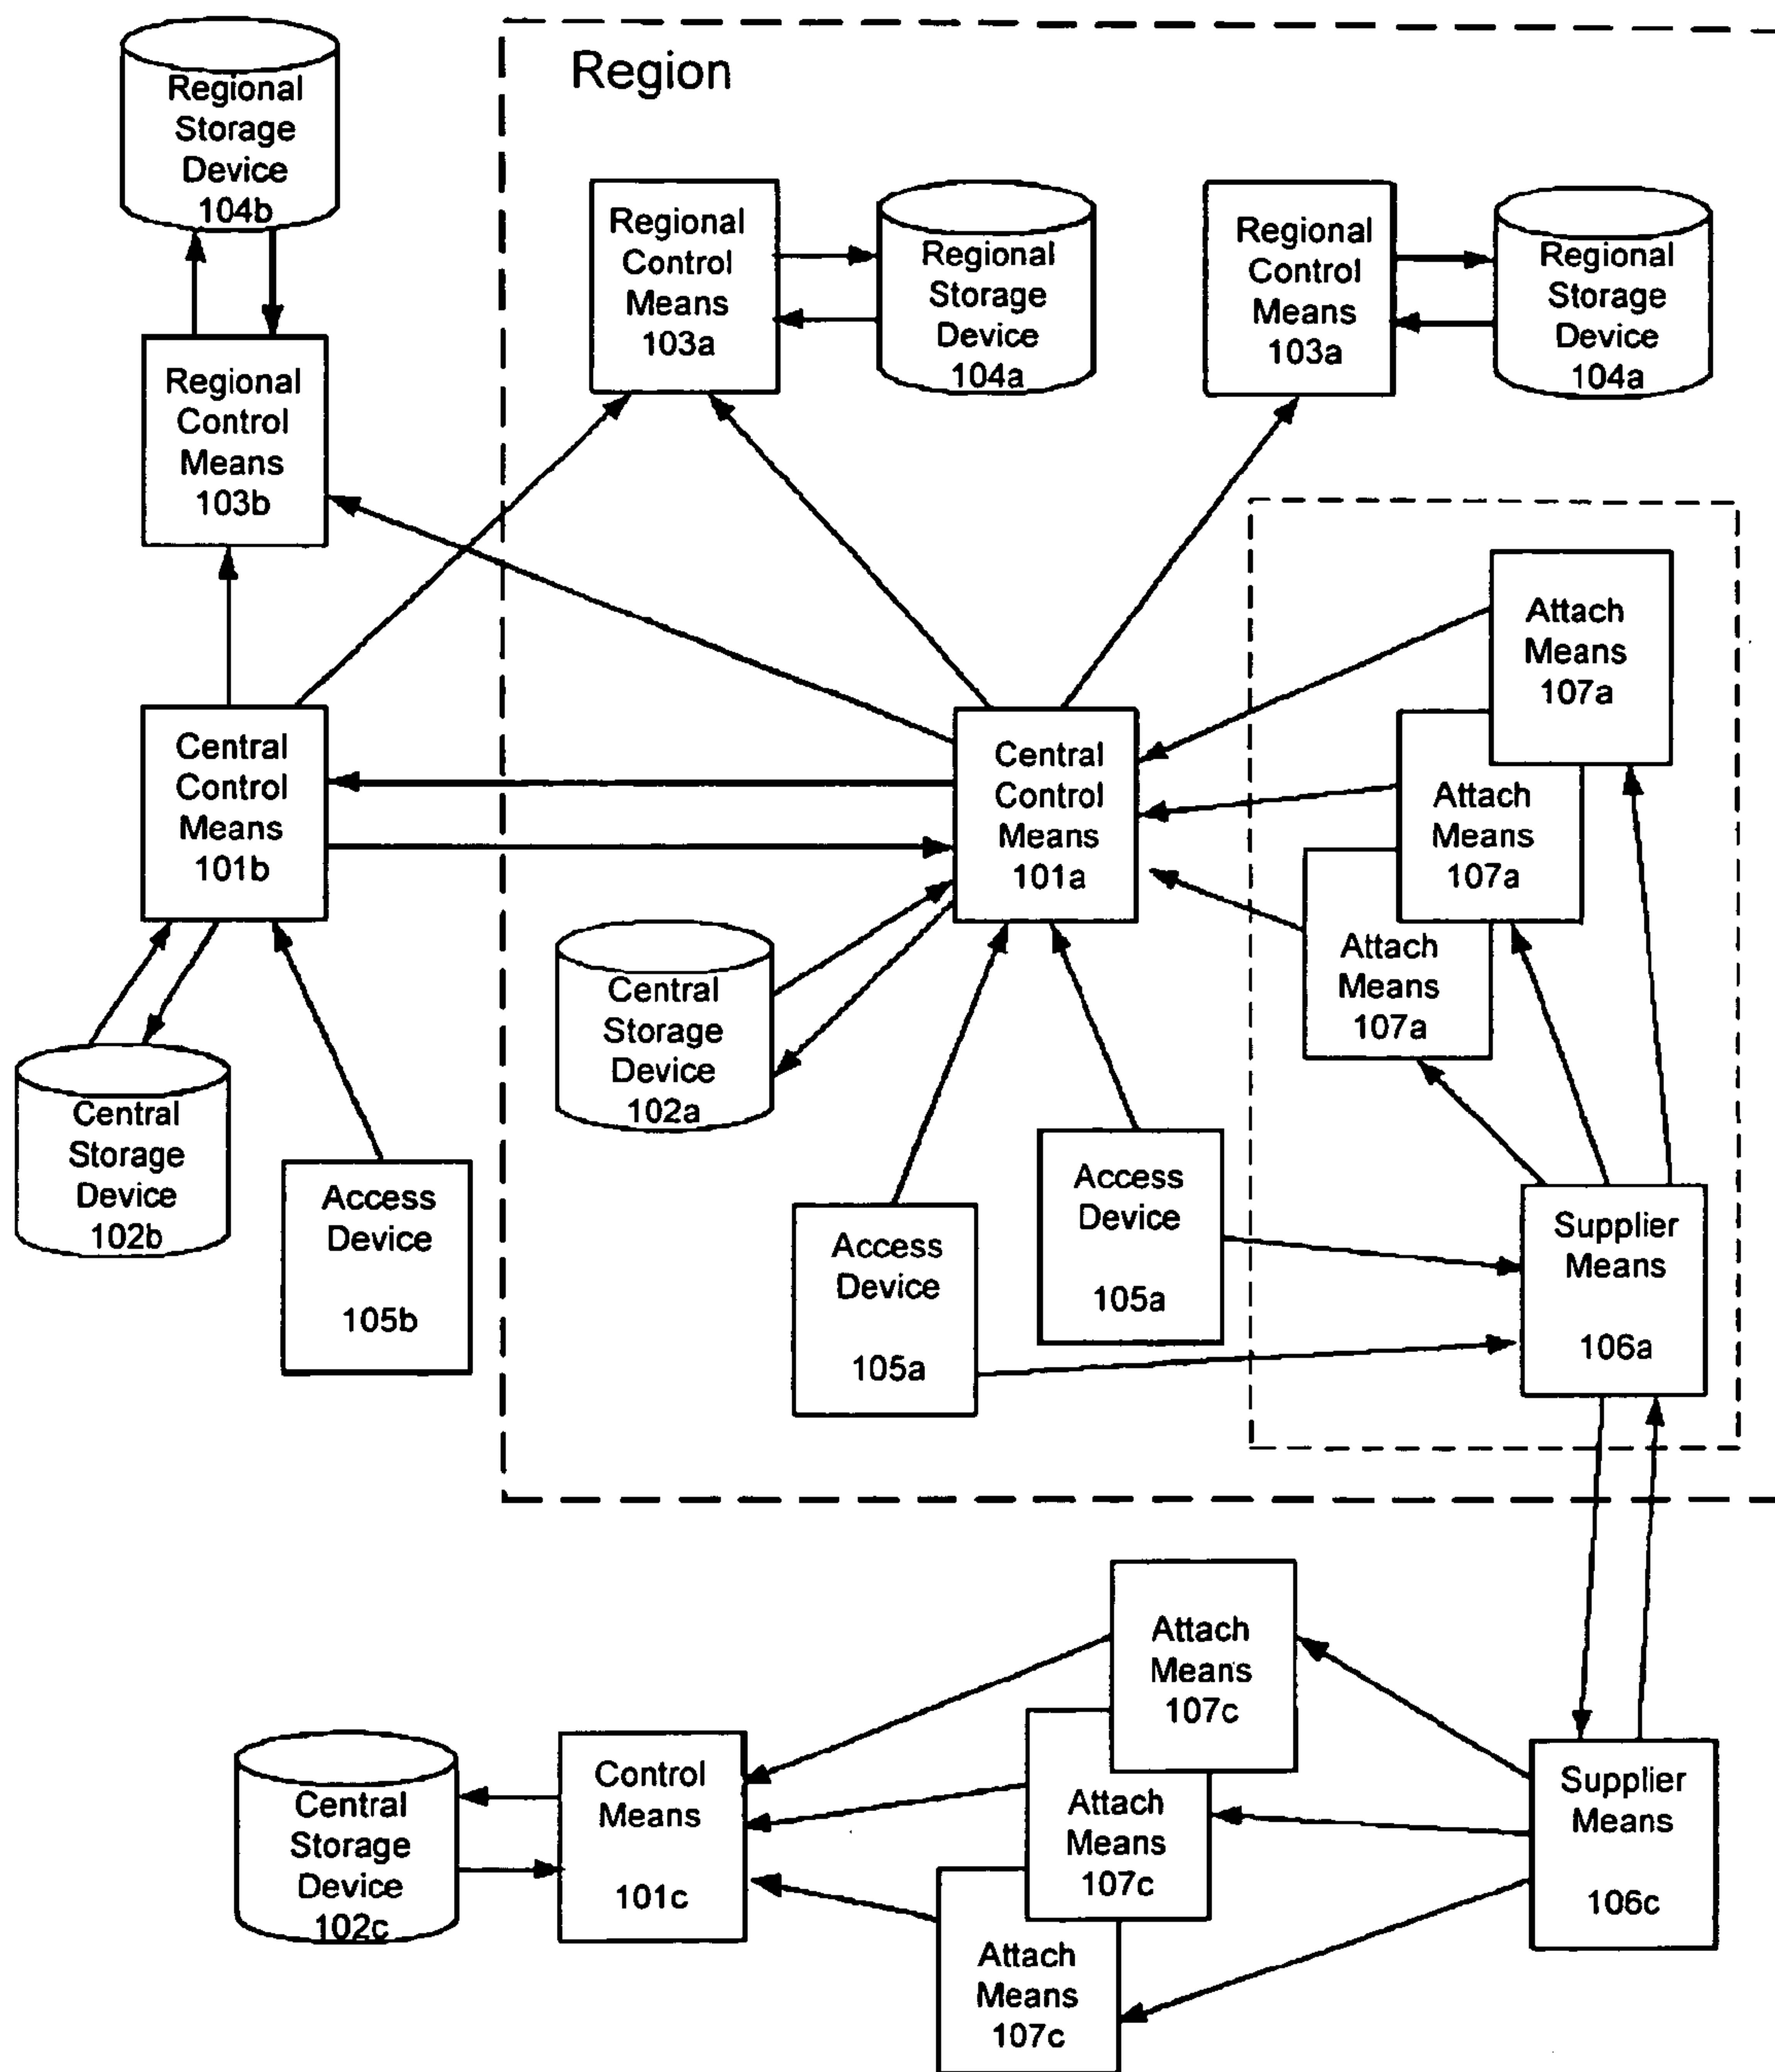 Region
Regional
Storage
Device
104b
Regional
Control
Means
103a
Regional
Storage
Device
104a
Regional
Control
Means
103a
Regional
Storage
Device
104a
Regional
Control
Means
103b
Attach
Means
107a
Central
Control
Means
101b
Central
Control
Means
101a
Attach
Means
107a
Attach
Means
107a
Central
Storage
Device
102a
Central
Storage
Device
102b
Access
Device
105b
Access
Device
105a
Access
Device
105a
Supplier
Means
106a
Attach
Means
107c
Central
Storage
Device
102c
Control
Means
101c
Attach
Means
107c
Supplier
Means
106c
Attach
Means
107c